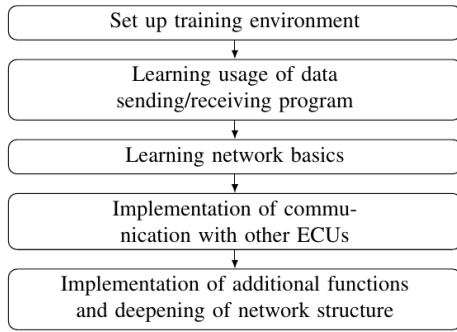 Set up training environment
Learning usage of data
sending/receiving program
Learning network basics
Implementation of commu-
nication with other ECUs
Implementation of additional functions
and deepening of network structure